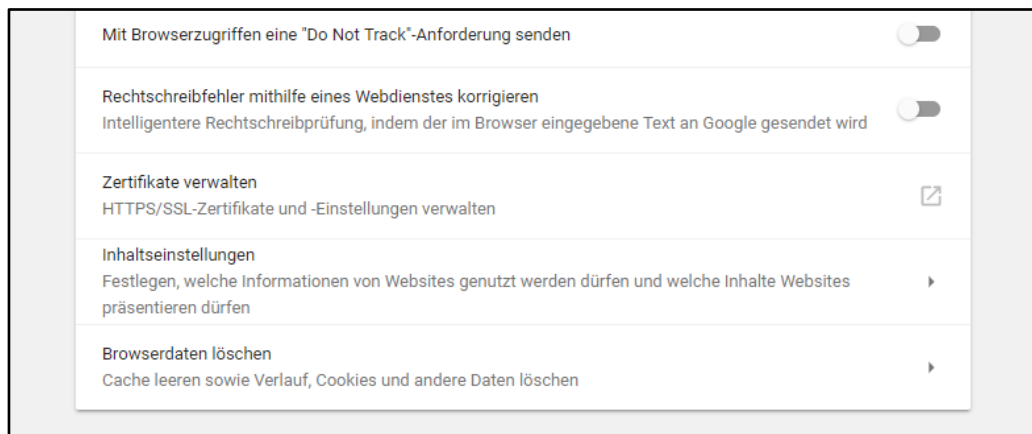 Mit Browserzugriffen eine "Do Not Track"-Anforderung senden
Rechtschreibfehler mithilfe eines Webdienstes korrigieren
Intelligentere Rechtschreibprüfung, indem der im Browser eingegebene Text an Google gesendet wird
Zertifikate verwalten
HTTPS/SSL-Zertifikate und -Einstellungen verwalten
Inhaltseinstellungen
Festlegen, welche Informationen von Websites genutzt werden dürfen und welche Inhalte Websites
präsentieren dürfen
Browserdaten löschen
Cache leeren sowie Verlauf, Cookies und andere Daten löschen